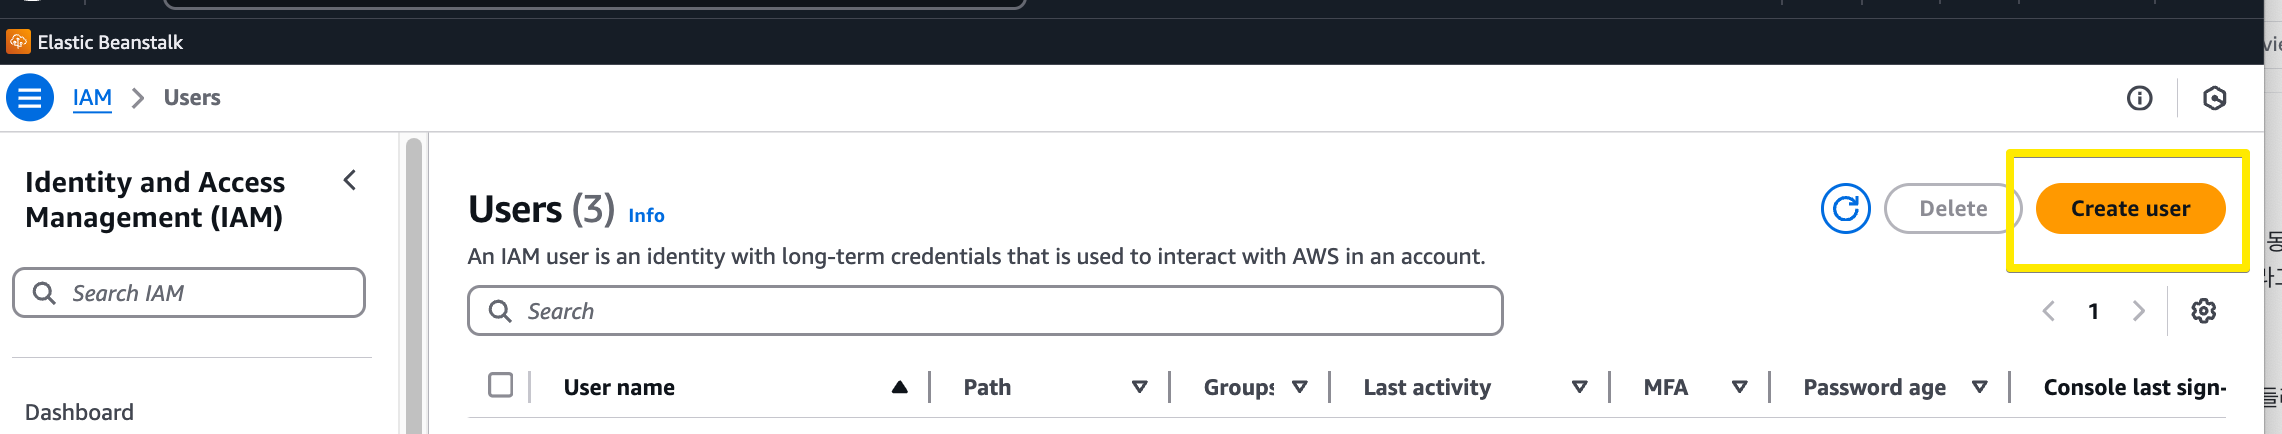 Elastic Beanstalk
IAM > Users
Identity and Access
Management (IAM)
Search IAM
Dashboard
Users (3) Info
Delete
Create user
An IAM user is an identity with long-term credentials that is used to interact with AWS in an account.
Search
1
User name
Path
Groups
Last activity
MFA
Password age
Console last sign-